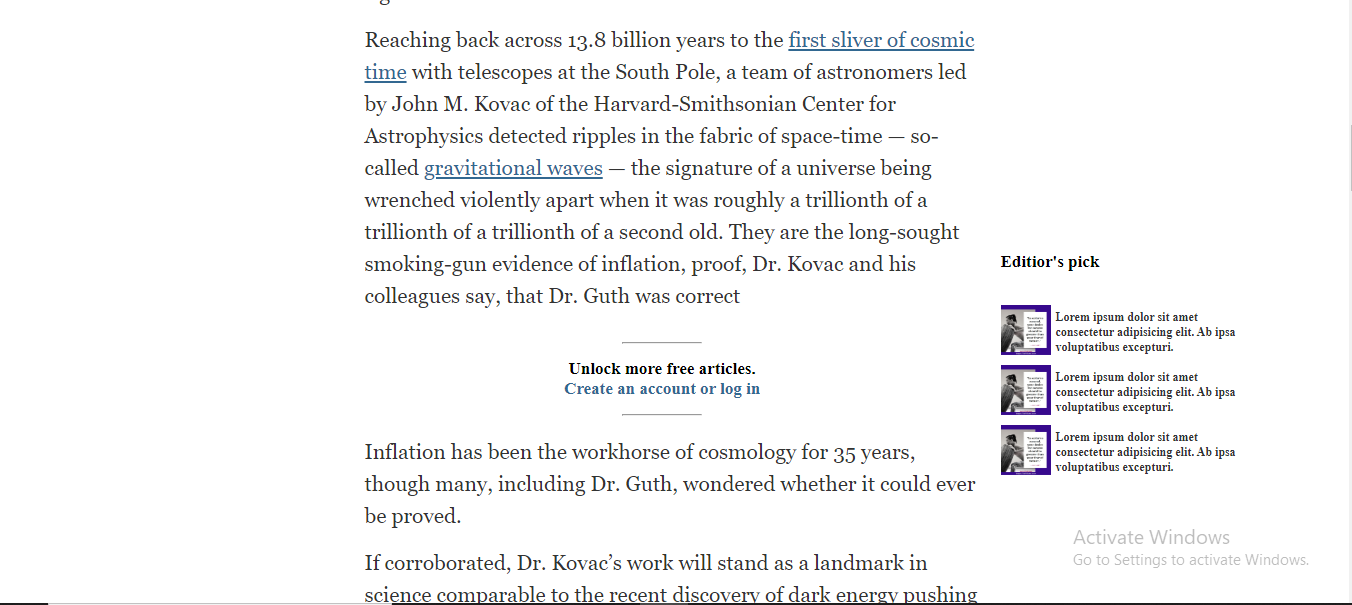 Reaching back across 13.8 billion years to the first sliver of cosmic
time with telescopes at the South Pole, a team of astronomers led
by John M. Kovac of the Harvard-Smithsonian Center for
Astrophysics detected ripples in the fabric of space-time — so-
called gravitational waves — the signature of a universe being
wrenched violently apart when it was roughly a trillionth of a
trillionth of a trillionth of a second old. They are the long-sought
smoking-gun evidence of inflation, proof, Dr. Kovac and his
colleagues say, that Dr. Guth was correct
Unlock more free articles.
Create an account or log in
Inflation has been the workhorse of cosmology for 35 years,
though many, including Dr. Guth, wondered whether it could ever
be proved.
If corroborated, Dr. Kovac’s work will stand as a landmark in
science comparable to the recent discovery of dark energy pushing
Editior's pick
Lorem ipsum dolor sit amet
consectetur adipisicing elit. Ab ipsa
voluptatibus excepturi.
Lorem ipsum dolor sit amet
consectetur adipisicing elit. Ab ipsa
voluptatibus excepturi.
Lorem ipsum dolor sit amet
consectetur adipisicing elit. Ab ipsa
voluptatibus excepturi.
Activate Windows
Go to Settings to activate Windows.